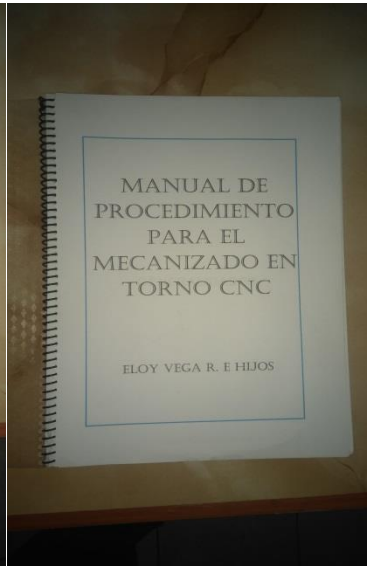 MANUAL DE
PROCEDIMIENTO
PARA EL
MECANIZADO EN
TORNO CNC
ELOY VEGA R. E HIJOS